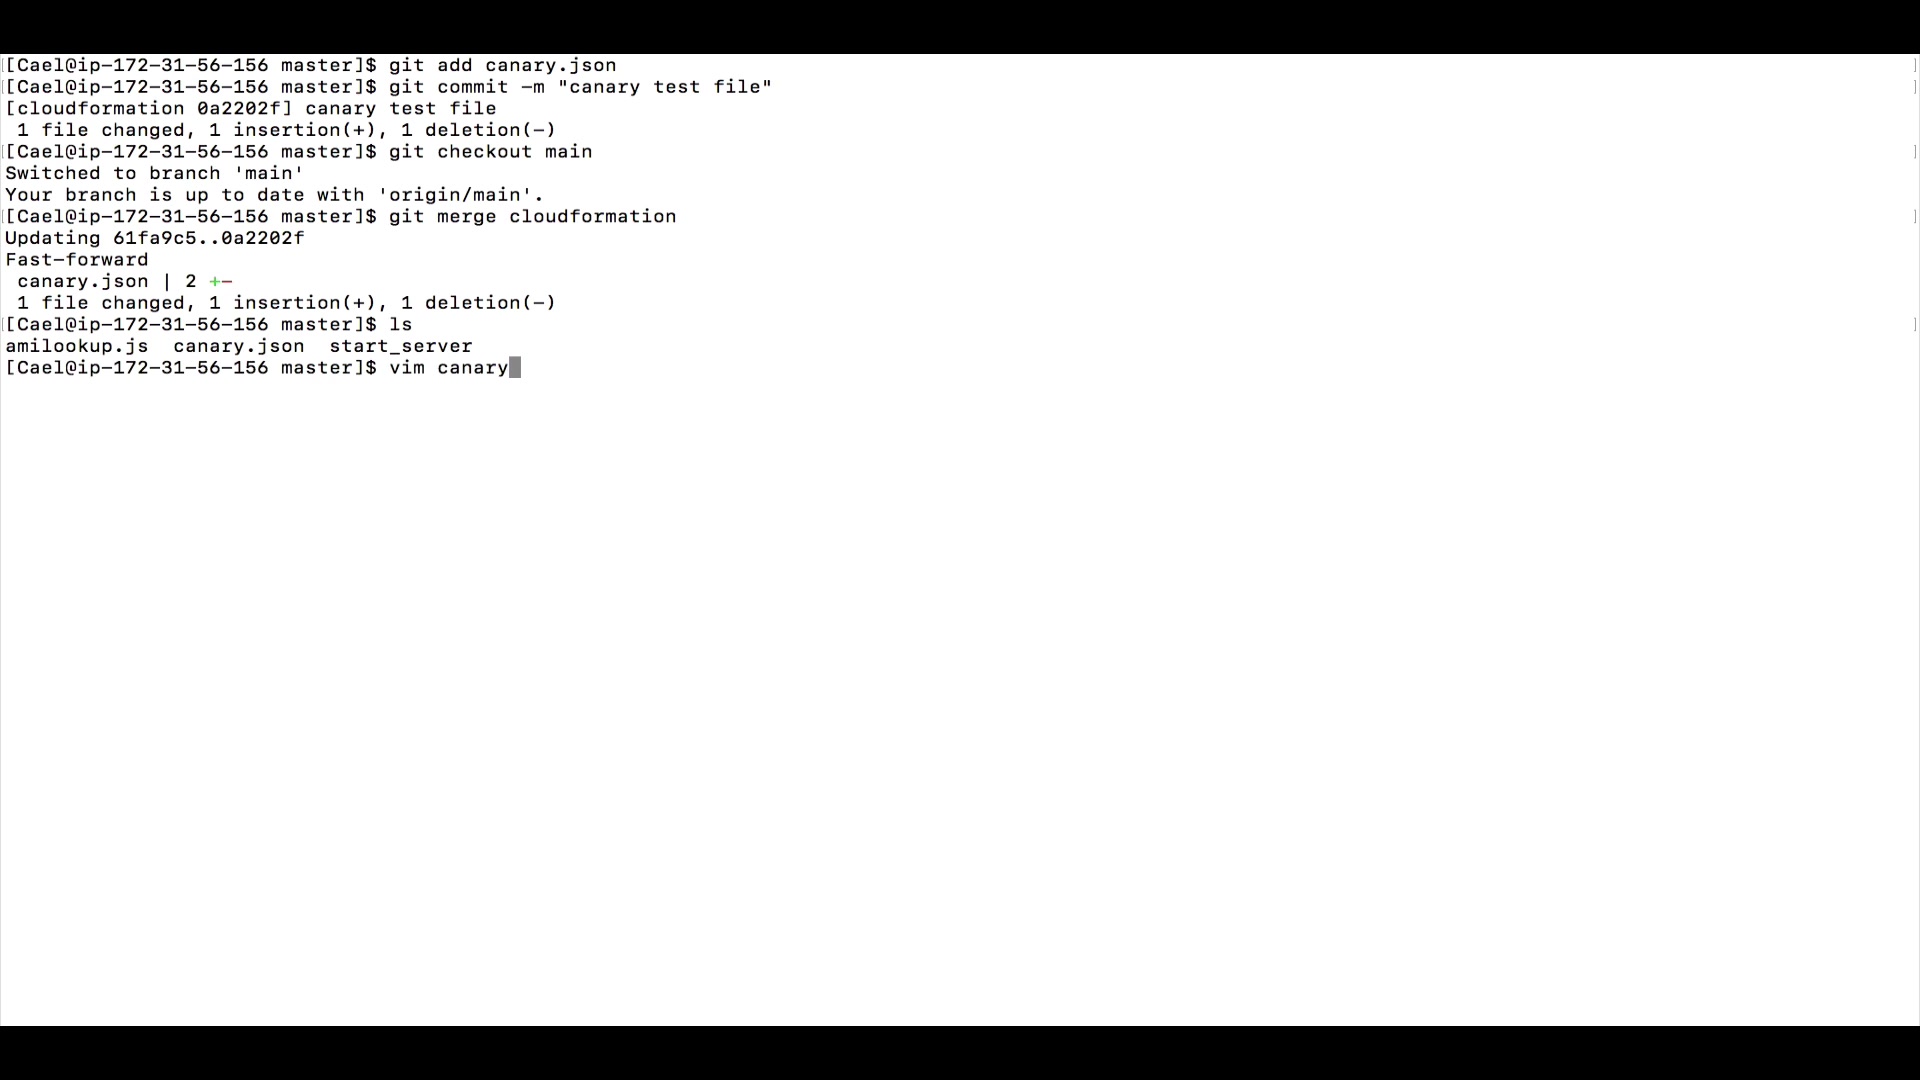 [Cael@ip-172-31-56-156 master]$ git add canary.json
[Cael@ip-172-31-56-156 master]$ git commit -m "canary test file"
[cloudformation 0a2202f] canary test file
 1 file changed, 1 insertion(+), 1 deletion(-)
[Cael@ip-172-31-56-156 master]$ git checkout main
Switched to branch 'main'
Your branch is up to date with 'origin/main'.
[Cael@ip-172-31-56-156 master]$ git merge cloudformation
Updating 61fa9c5..0a2202f
Fast-forward
 canary.json | 2 +-
 1 file changed, 1 insertion(+), 1 deletion(-)
[Cael@ip-172-31-56-156 master]$ ls
amilookup.js  canary.json  start_server
[Cael@ip-172-31-56-156 master]$ vim canary